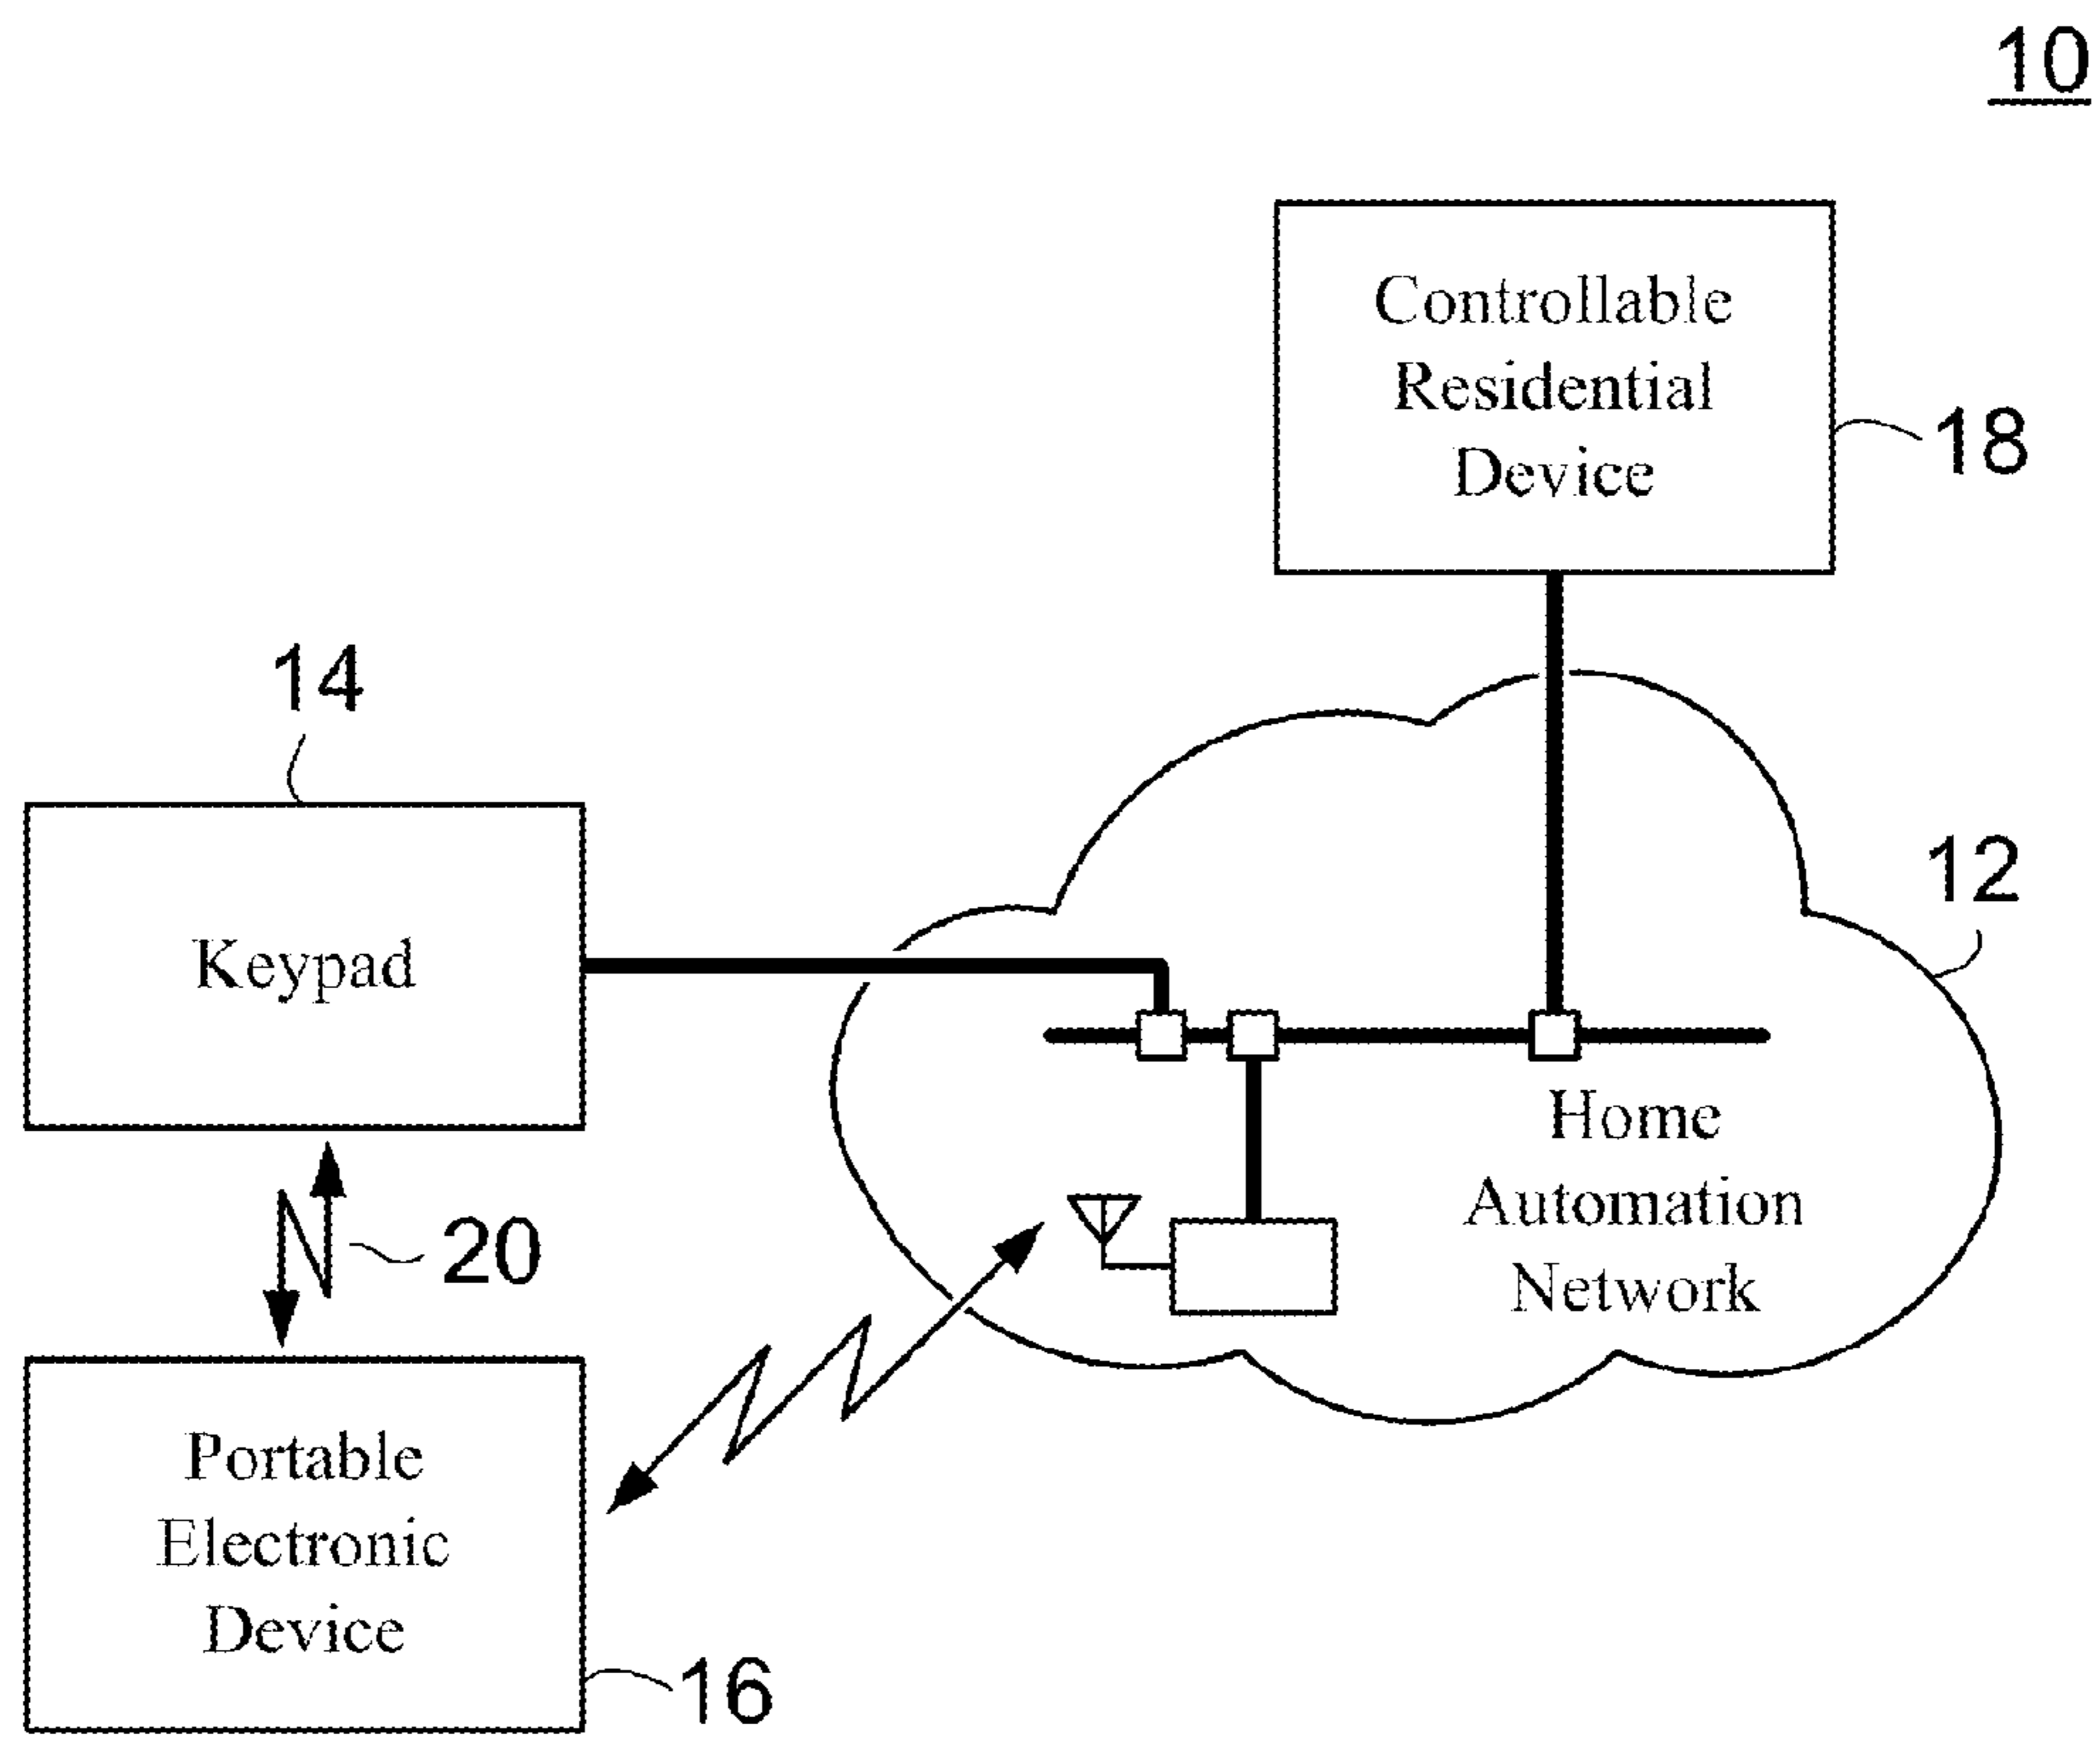 10
Controllable
Residential
Device
18
14
Keypad
12
Home
Automation
Network
20
Portable
Electronic
Device
16